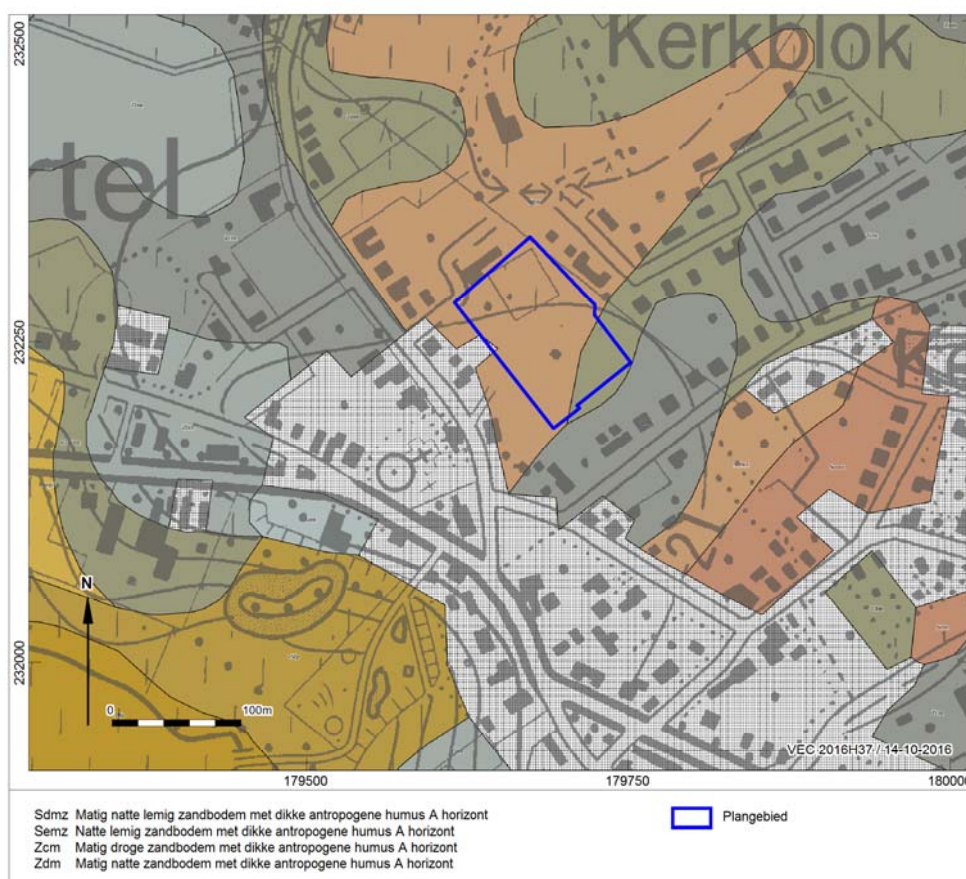 232500
Kerkblok
tel
232250
N
232000
0 100m
VEC 2016H37 / 14-10-2016
179500 179750 180000
Sdmz Matig natte lemig zandbodem met dikke antropogene humus A horizont
Semz Natte lemig zandbodem met dikke antropogene humus A horizont
Zcm Matig droge zandbodem met dikke antropogene humus A horizont
Zdm Matig natte zandbodem met dikke antropogene humus A horizont
Plangebied